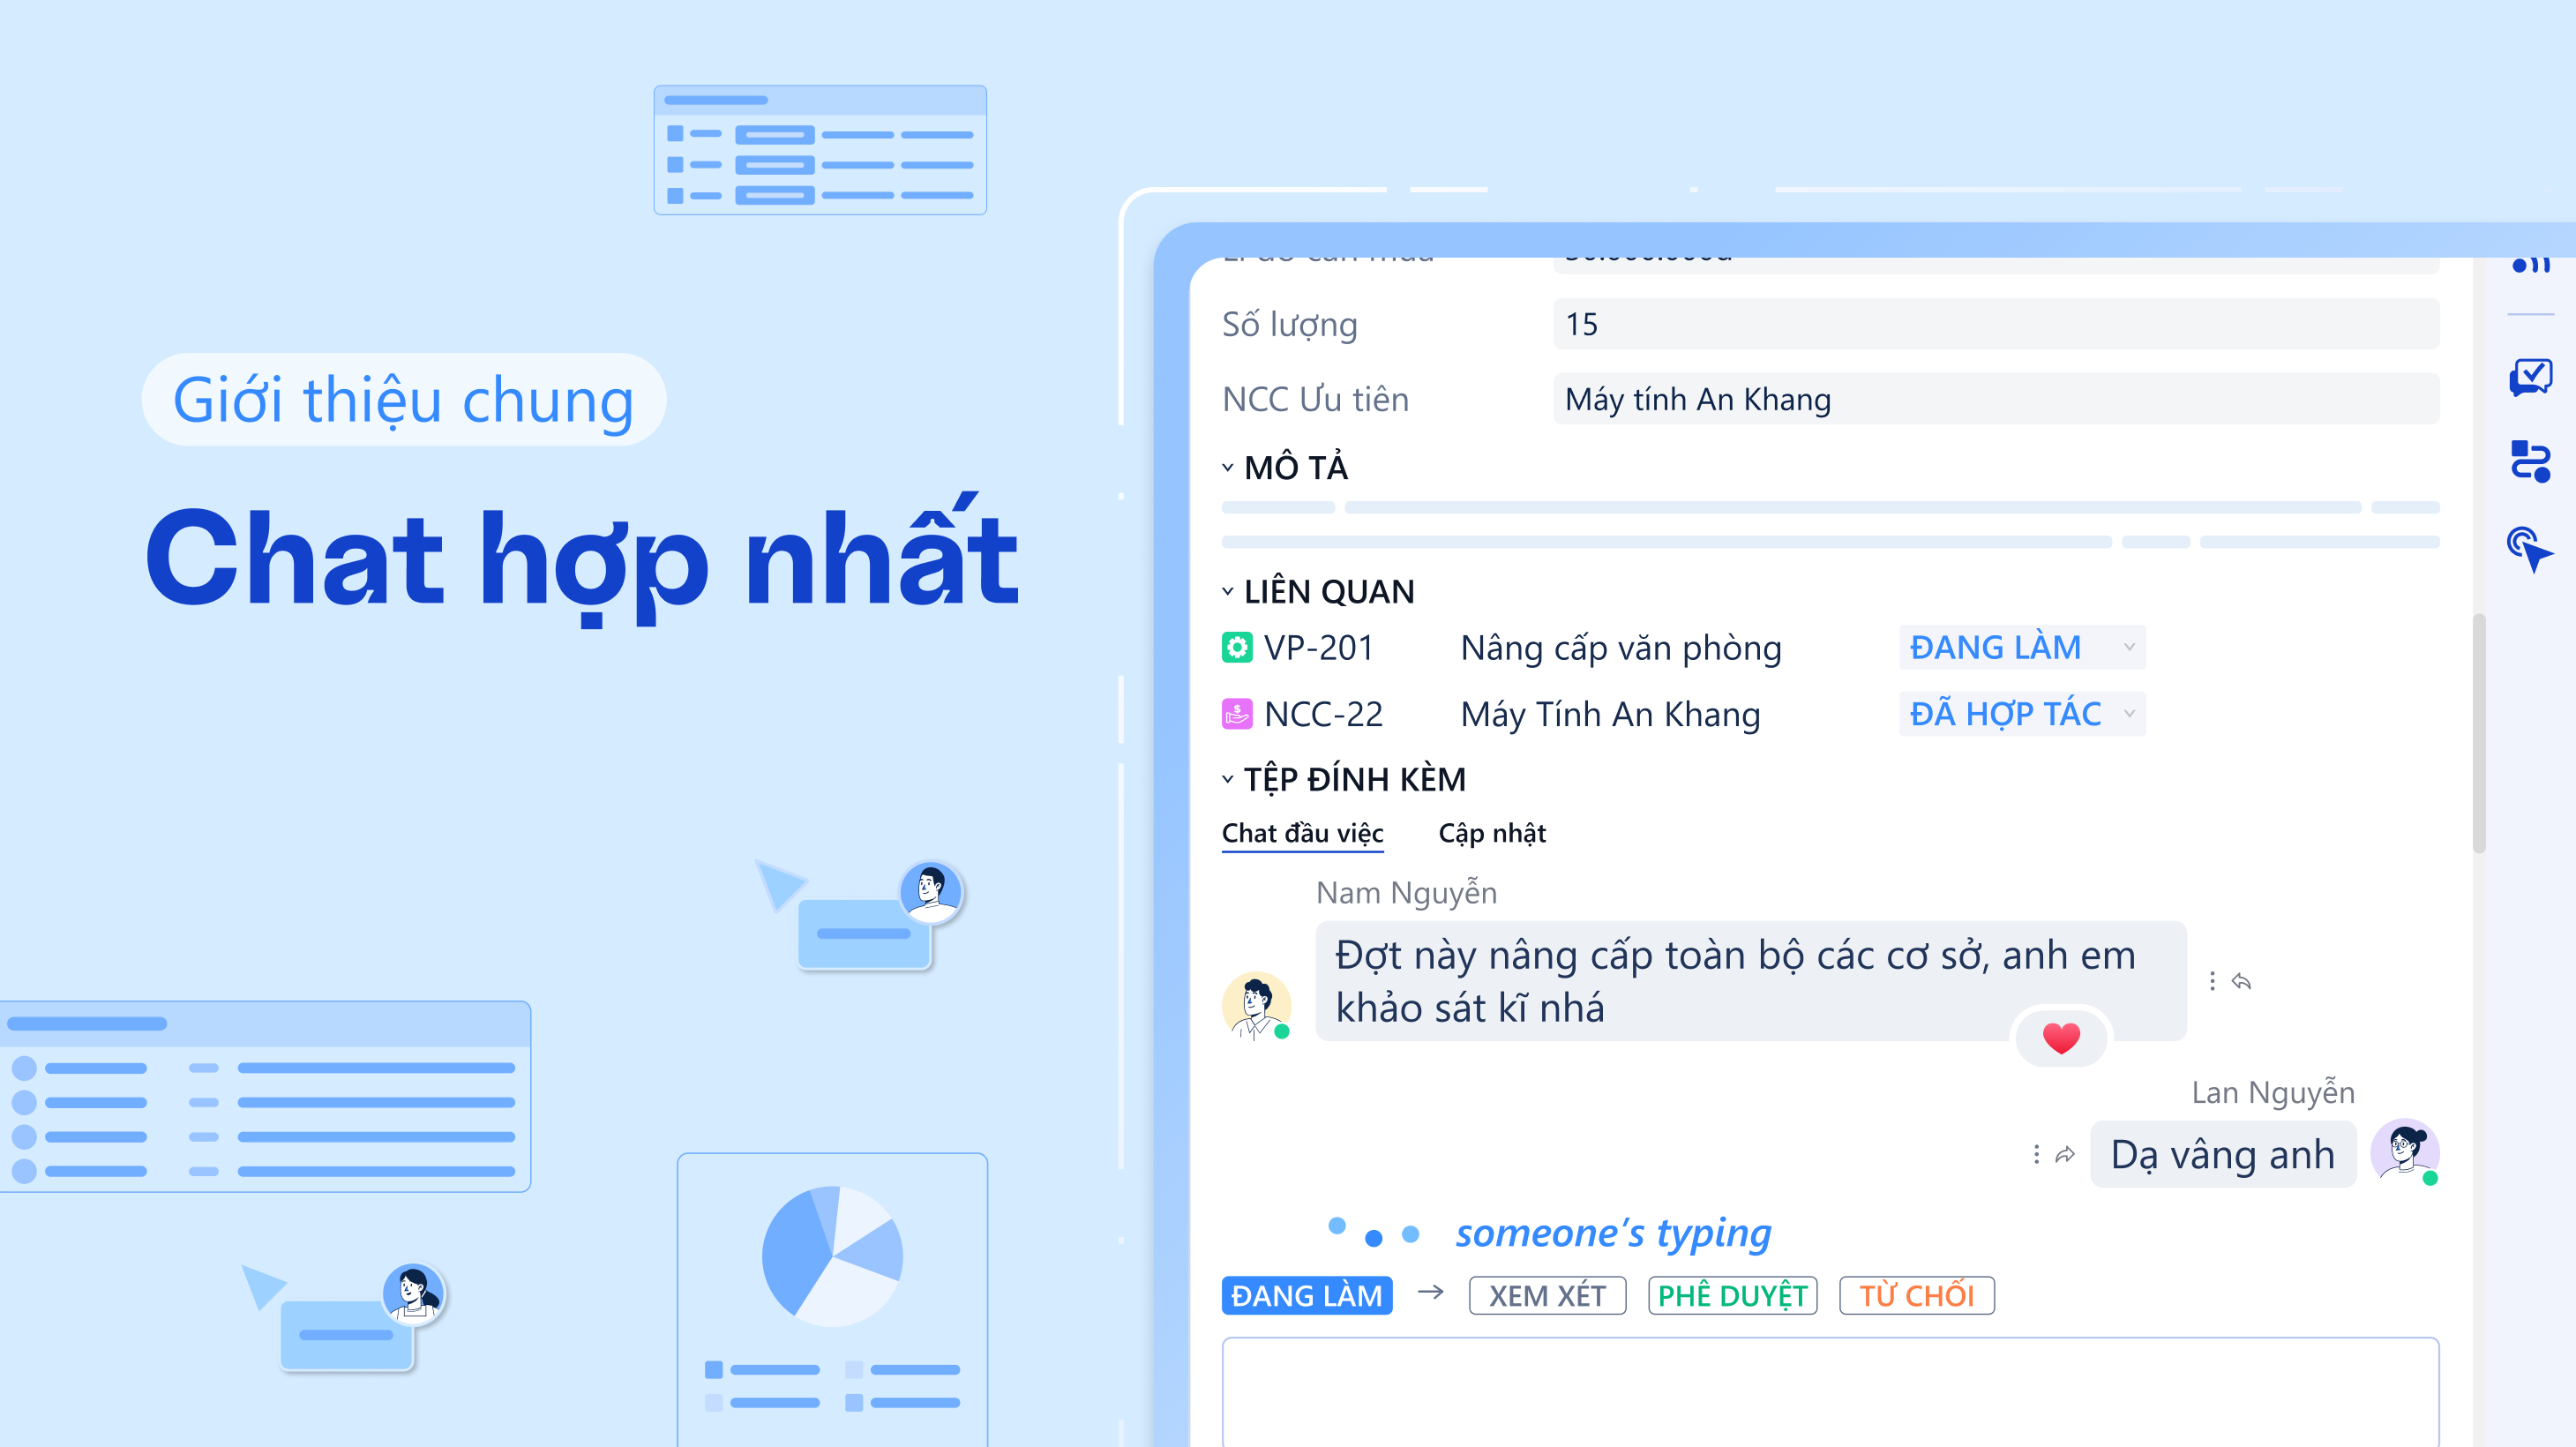 Giới thiệu chung
Chat hợp nhất
Số lượng 15
NCC Ưu tiên Máy tính An Khang
MÔ TẢ
LIÊN QUAN
VP-201 Nâng cấp văn phòng ĐANG LÀM
NCC-22 Máy Tính An Khang ĐÃ HỢP TÁC
TỆP ĐÍNH KÈM
Chat đầu việc Cập nhật
Nam Nguyễn
Đợt này nâng cấp toàn bộ các cơ sở, anh em
khảo sát kĩ nhá
Lan Nguyễn
Dạ vâng anh
someone's typing
ĐANG LÀM → XEM XÉT PHÊ DUYỆT TỪ CHỐI